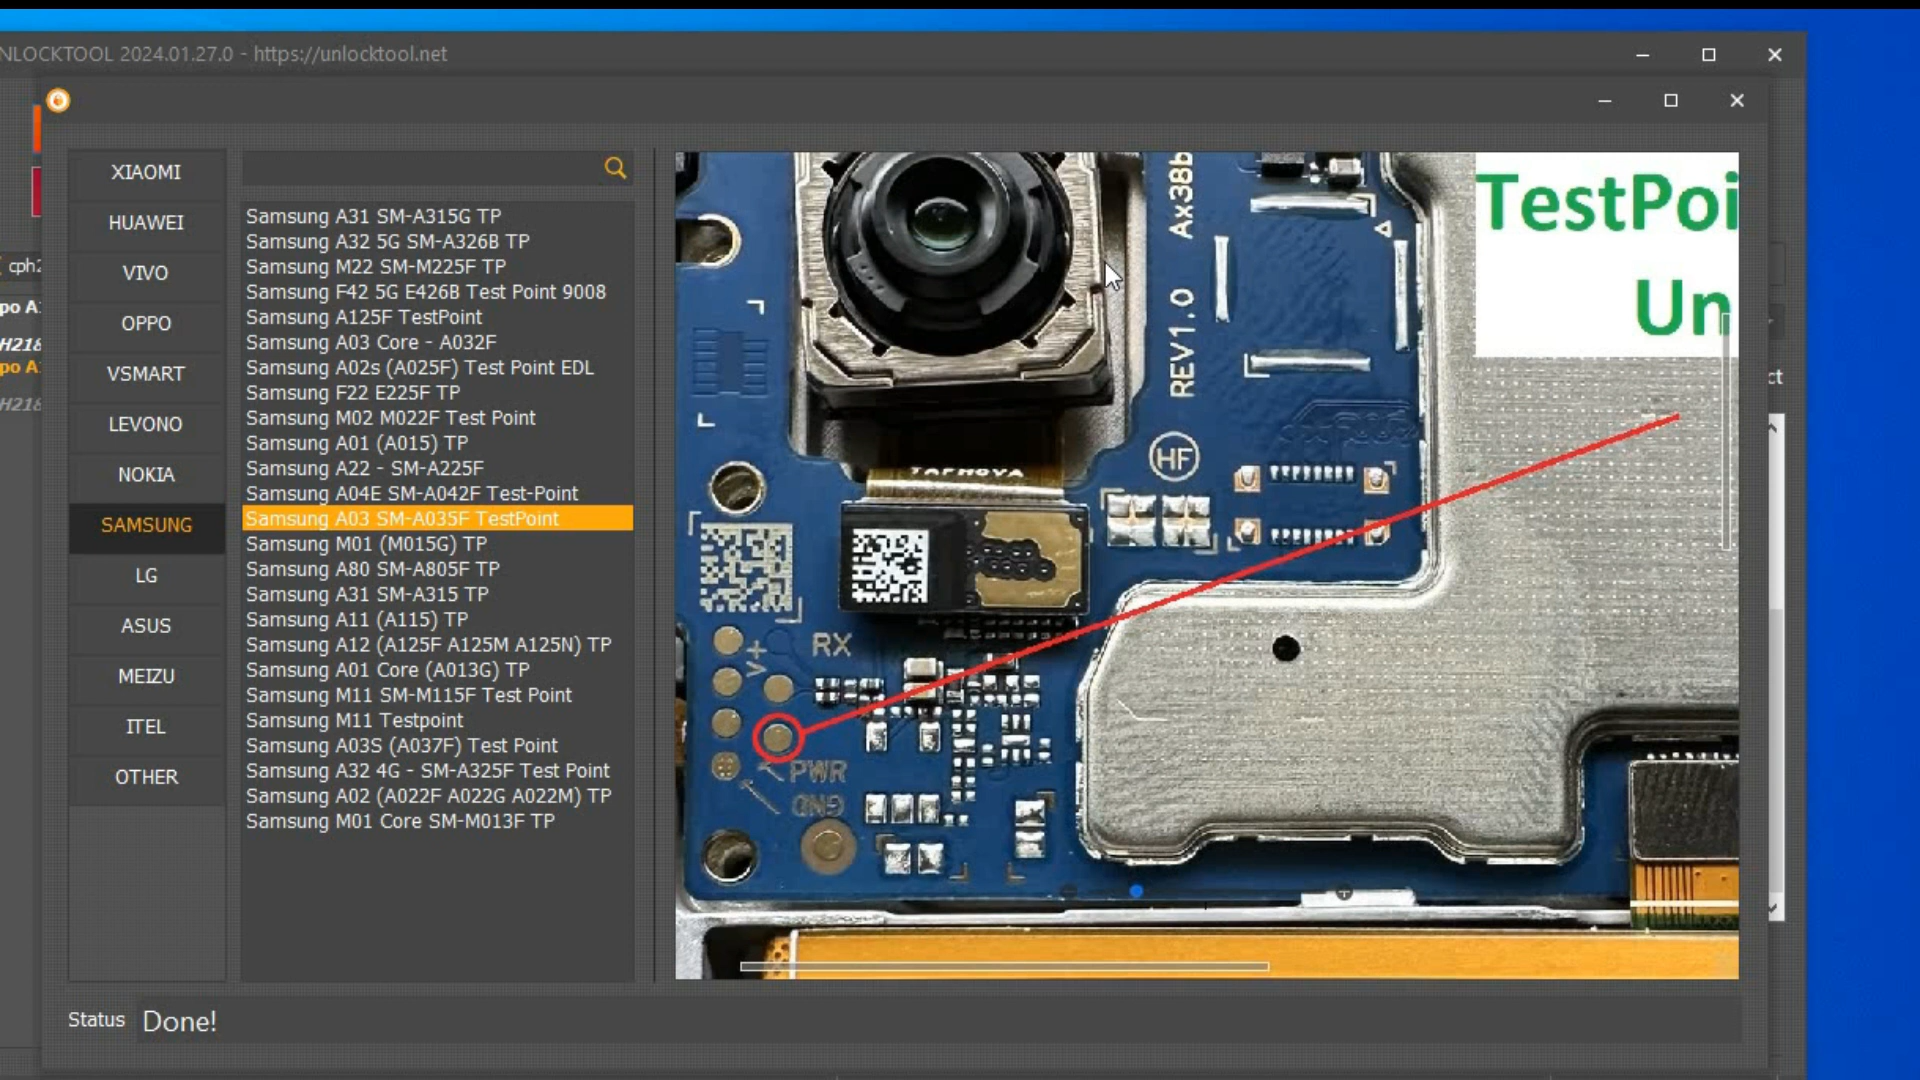 NLOCKTOOL 2024.01.27.0 - https://unlocktool.net
XIAOMI
HUAWEI
VIVO
OPPO
VSMART
LEVONO
NOKIA
SAMSUNG
LG
ASUS
MEIZU
ITEL
OTHER
cph2
po A
H218
po A
H218
Samsung A31 SM-A315G TP
Samsung A32 5G SM-A326B TP
Samsung M22 SM-M225F TP
Samsung F42 5G E426B Test Point 9008
Samsung A125F TestPoint
Samsung A03 Core - A032F
Samsung A02s (A025F) Test Point EDL
Samsung F22 E225F TP
Samsung M02 M022F Test Point
Samsung A01 (A015) TP
Samsung A22 - SM-A225F
Samsung A04E SM-A042F Test-Point
Samsung A03 SM-A035F TestPoint
Samsung M01 (M015G) TP
Samsung A80 SM-A805F TP
Samsung A31 SM-A315 TP
Samsung A11 (A115) TP
Samsung A12 (A125F A125M A125N) TP
Samsung A01 Core (A013G) TP
Samsung M11 SM-M115F Test Point
Samsung M11 Testpoint
Samsung A03S (A037F) Test Point
Samsung A32 4G - SM-A325F Test Point
Samsung A02 (A022F A022G A022M) TP
Samsung M01 Core SM-M013F TP
TestPoi
Un
REV1.0 Ax38b
HF
V+
RX
PWR
GND
ct
Status Done!